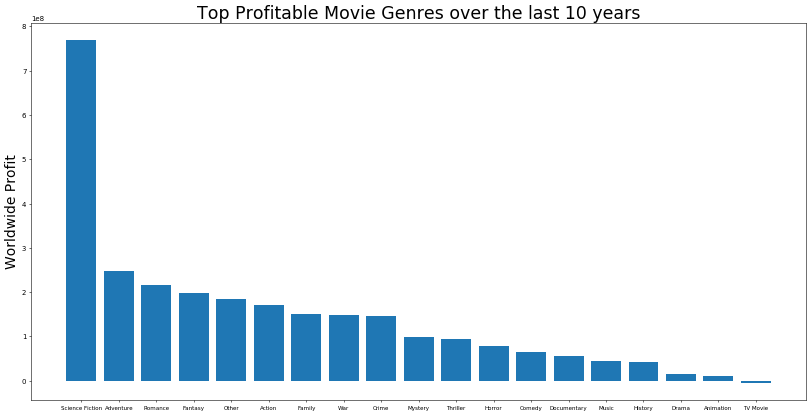 Top Profitable Movie Genres over the last 10 years
1e8
8
7
6
5
4
3
2
1
0
Worldwide Profit
Science Fiction Adventure Romance Fantasy Other Action Family War Crime Mystery Thriller Horror Comedy Documentary Music History Drama Animation TV Movie